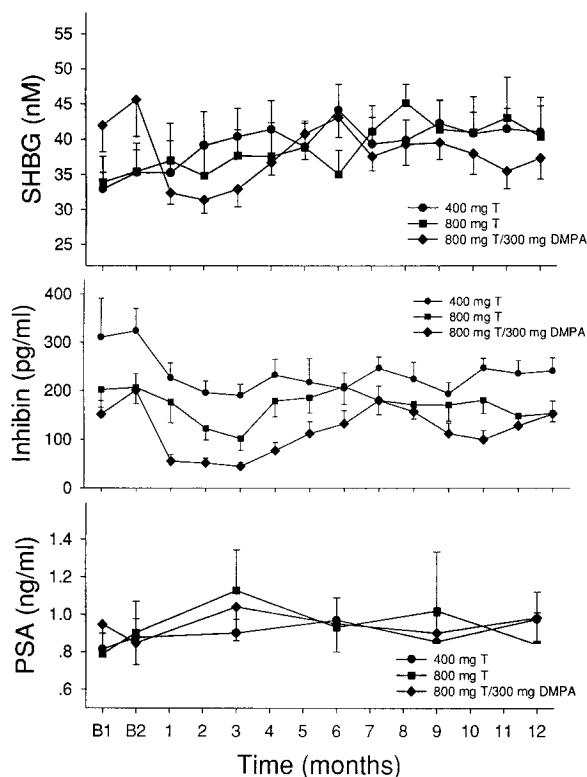 SHBG (nM)
55
50
45
40
35
30
25
22
400 mg T
800 mg T
800 mg T/300 mg DMPA
Inhibin (pg/ml)
400
300
200
100
0
400 mg T
800 mg T
800 mg T/300 mg DMPA
PSA (ng/ml)
1.4
1.2
1.0
.8
.6
400 mg T
800 mg T
800 mg T/300 mg DMPA
B1 B2 1 2 3 4 5 6 7 8 9 10 11 12
Time (months)